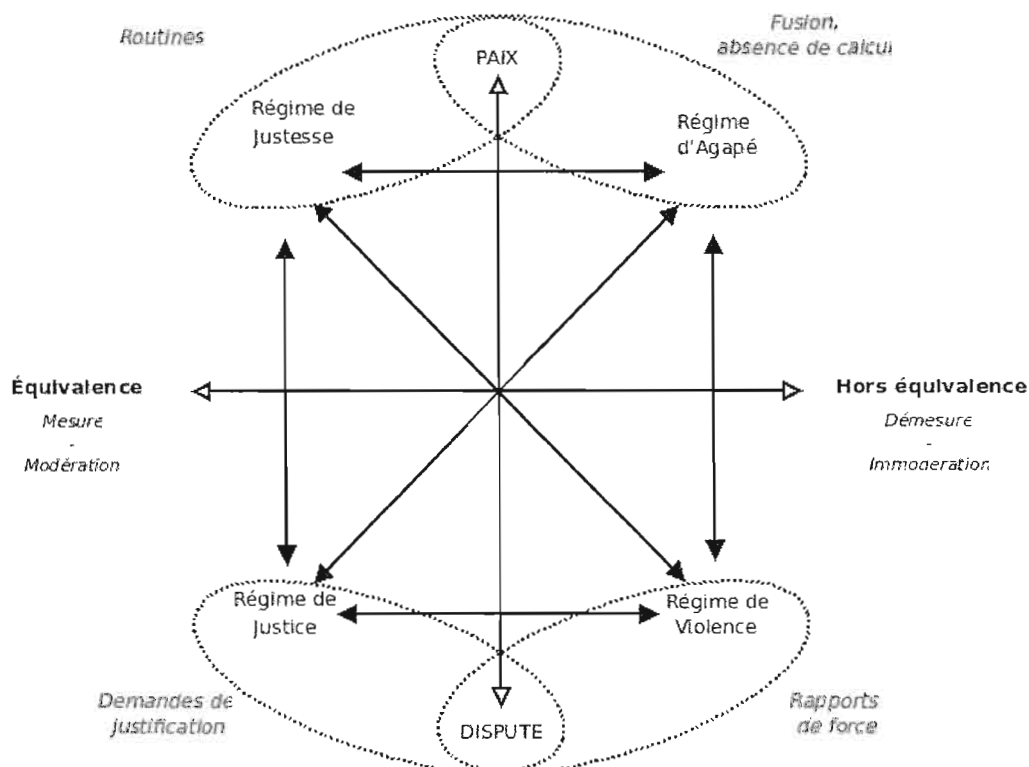 Routines
Fusion,
absence de calcul
PAIX
Régime de
Justesse
Régime
d'Agapé
Équivalence
Mesure
-
Modération
Hors équivalence
Démesure
-
Immoderation
Régime de
Justice
Régime de
Violence
Demandes de
justification
DISPUTE
Rapports
de force